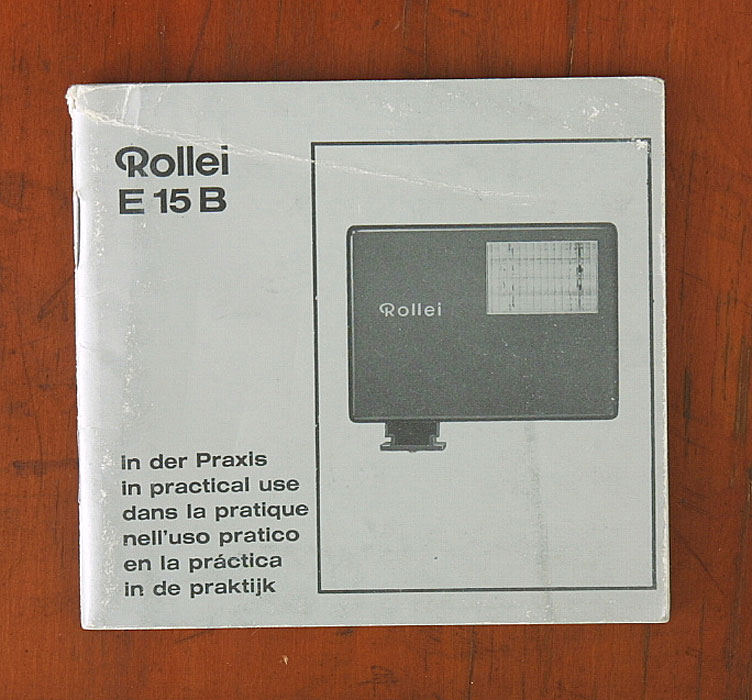 Rollei
E 15 B
Rollei
in der Praxis
in practical use
dans la pratique
nell'uso pratico
en la práctica
in de praktijk